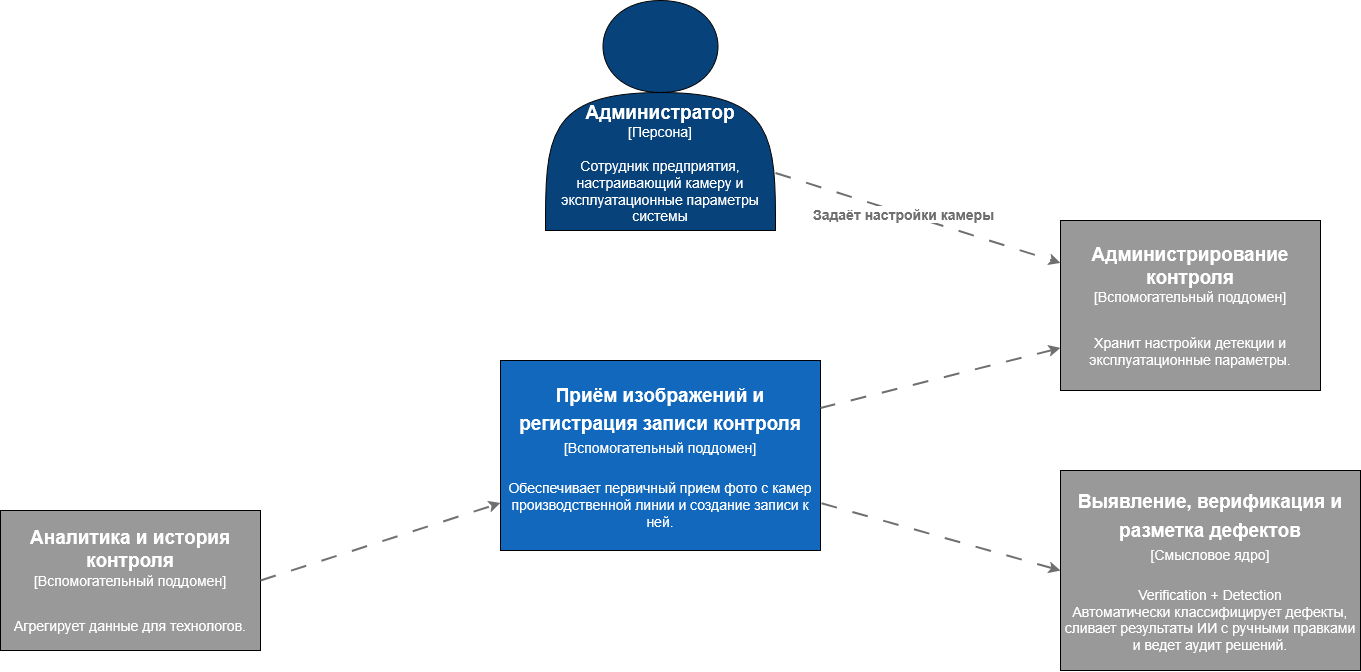 Администратор
[Персона]
Сотрудник предприятия,
настраивающий камеру и
эксплуатационные параметры
системы
Задаёт настройки камеры
Администрирование
контроля
[Вспомогательный поддомен]
Хранит настройки детекции и
эксплуатационные параметры.
Приём изображений и
регистрация записи контроля
[Вспомогательный поддомен]
Обеспечивает первичный прием фото с камер
производственной линии и создание записи к
ней.
Аналитика и история
контроля
[Вспомогательный поддомен]
Агрегирует данные для технологов.
Выявление, верификация и
разметка дефектов
[Смысловое ядро]
Verification + Detection
Автоматически классифицирует дефекты,
сливает результаты ИИ с ручными правками
и ведет аудит решений.